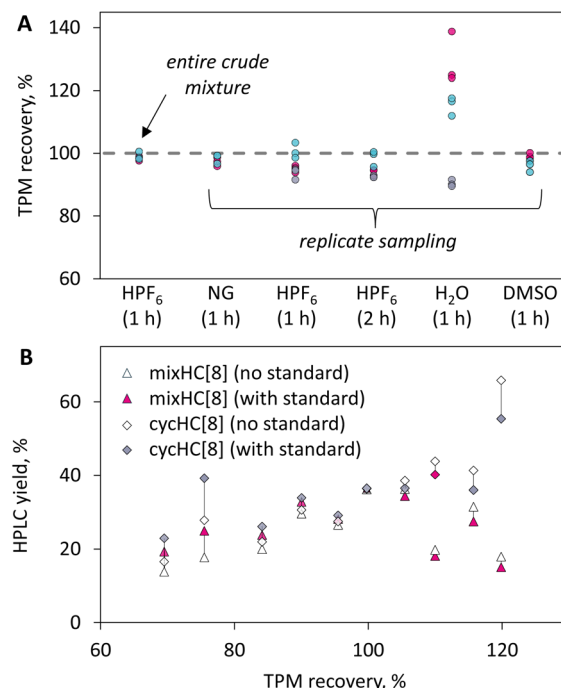 A
140
120
100
80
60
TPM recovery, %
entire crude
mixture
replicate sampling
HPF₆ NG HPF₆ HPF₆ H₂O DMSO
(1 h) (1 h) (1 h) (2 h) (1 h) (1 h)
B
mixHC[8] (no standard)
mixHC[8] (with standard)
cycHC[8] (no standard)
cycHC[8] (with standard)
60
40
20
0
HPLC yield, %
60 80 100 120
TPM recovery, %